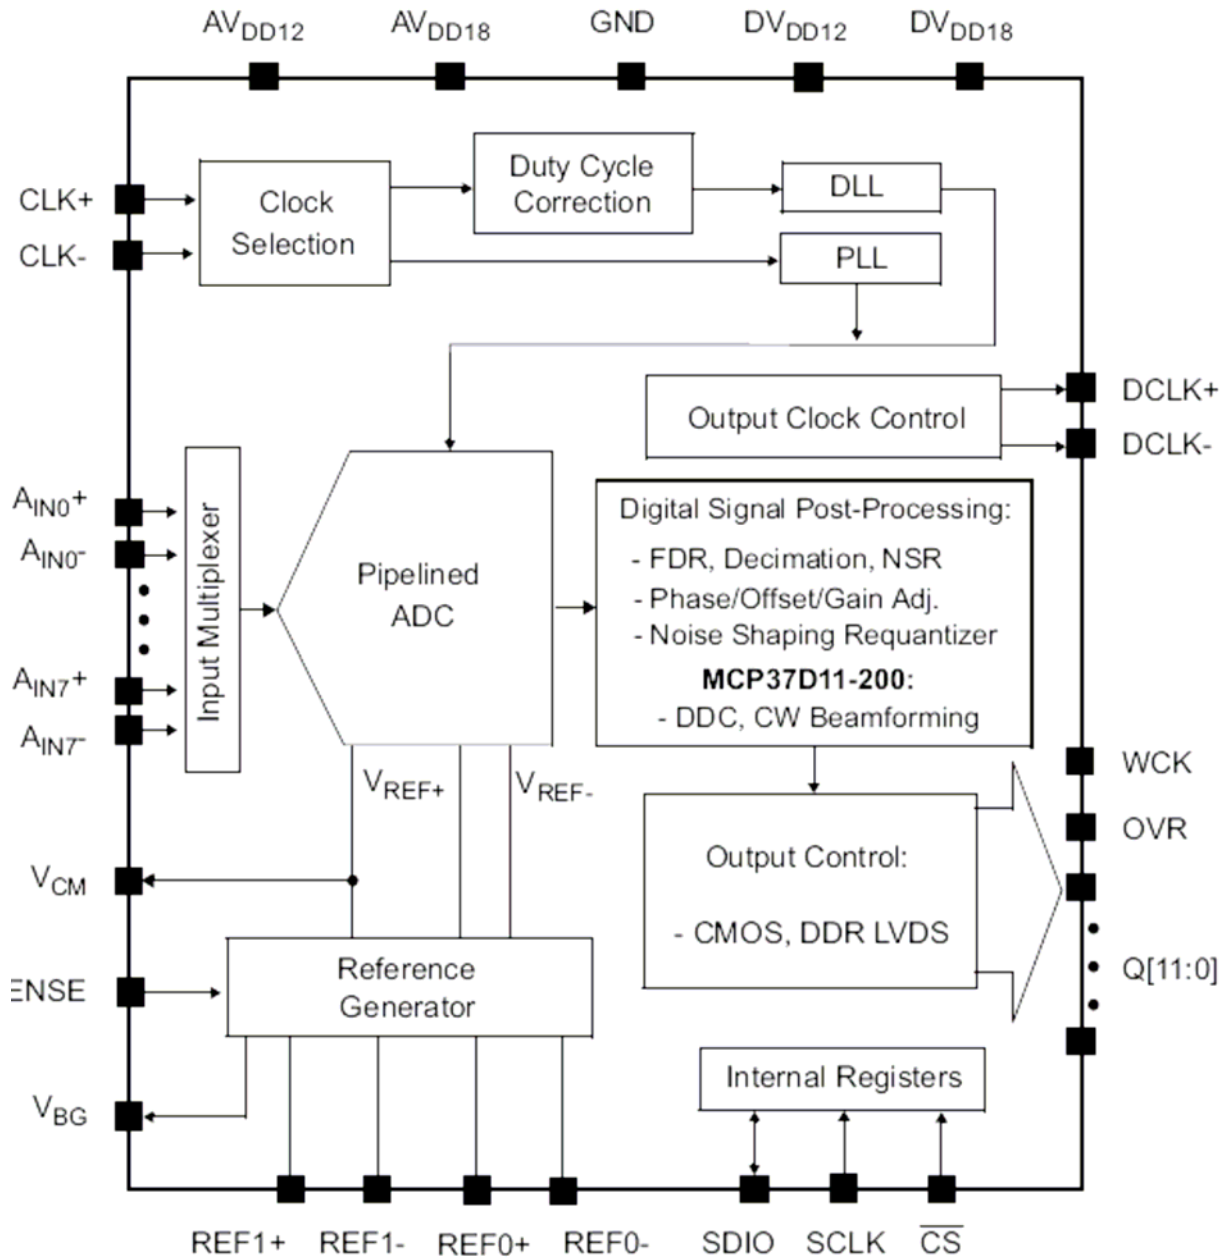 AVDD12
AVDD18
GND
DVDD12
DVDD18
CLK+
CLK-
Clock
Selection
Duty Cycle
Correction
DLL
PLL
Output Clock Control
DCLK+
DCLK-
AIN0+
AIN0-
AIN7+
AIN7-
Input Multiplexer
Pipelined
ADC
Digital Signal Post-Processing:
- FDR, Decimation, NSR
- Phase/Offset/Gain Adj.
- Noise Shaping Requantizer
MCP37D11-200:
- DDC, CW Beamforming
VREF+
VREF-
WCK
OVR
Q[11:0]
Output Control:
- CMOS, DDR LVDS
VCM
ENSE
VBG
Reference
Generator
Internal Registers
REF1+
REF1-
REF0+
REF0-
SDIO
SCLK
C̅S̅